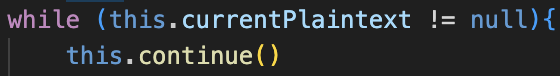 while (this.currentPlaintext != null){
this.continue()